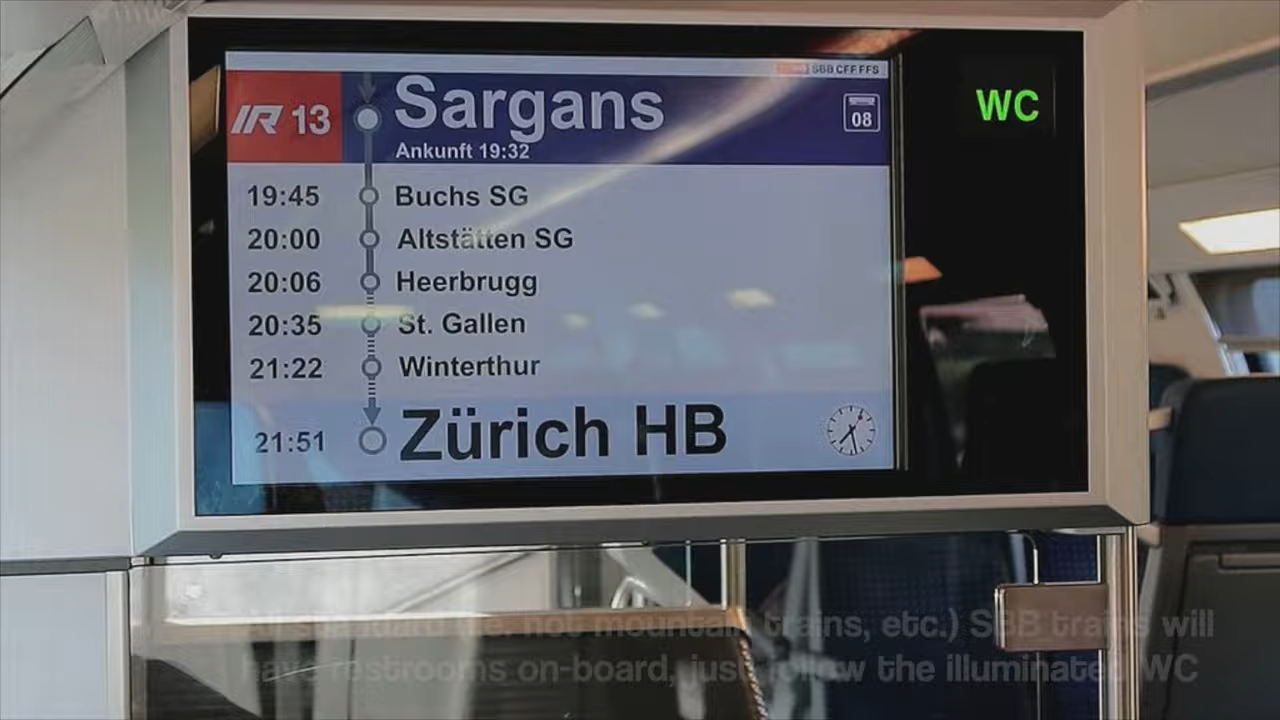 SBB CFF FFS
IR 13
Sargans
08
WC
Ankunft 19:32
19:45 Buchs SG
20:00 Altstätten SG
20:06 Heerbrugg
20:35 St. Gallen
21:22 Winterthur
21:51 Zürich HB
not mountain trains, etc.) SBB trains will
have restrooms on-board, just follow the illuminated WC